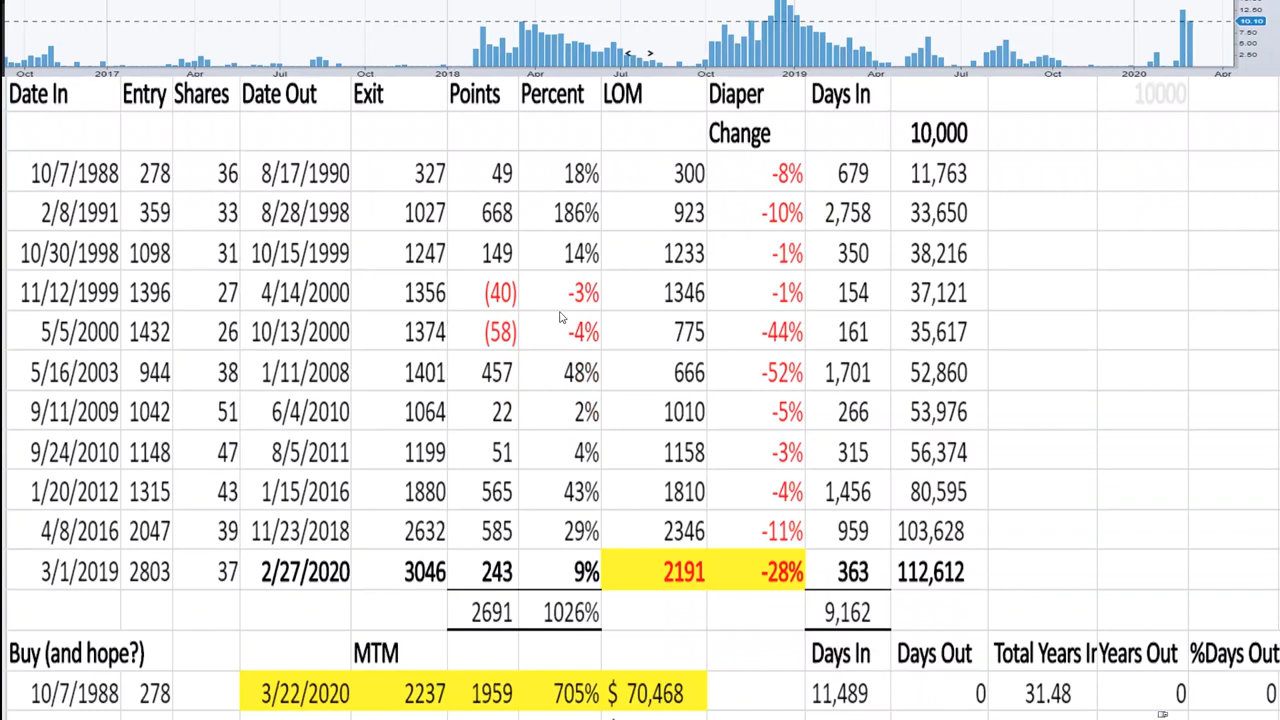 12.50
10.10
7.50
5.00
2.50
Oct 2017 Apr Jul Oct 2018 Apr Jul Oct 2019 Apr Jul Oct 2020 Apr
Date In Entry Shares Date Out Exit Points Percent LOM Diaper Days In 10000
Change 10,000
10/7/1988 278 36 8/17/1990 327 49 18% 300 -8% 679 11,763
2/8/1991 359 33 8/28/1998 1027 668 186% 923 -10% 2,758 33,650
10/30/1998 1098 31 10/15/1999 1247 149 14% 1233 -1% 350 38,216
11/12/1999 1396 27 4/14/2000 1356 (40) -3% 1346 -1% 154 37,121
5/5/2000 1432 26 10/13/2000 1374 (58) -4% 775 -44% 161 35,617
5/16/2003 944 38 1/11/2008 1401 457 48% 666 -52% 1,701 52,860
9/11/2009 1042 51 6/4/2010 1064 22 2% 1010 -5% 266 53,976
9/24/2010 1148 47 8/5/2011 1199 51 4% 1158 -3% 315 56,374
1/20/2012 1315 43 1/15/2016 1880 565 43% 1810 -4% 1,456 80,595
4/8/2016 2047 39 11/23/2018 2632 585 29% 2346 -11% 959 103,628
3/1/2019 2803 37 2/27/2020 3046 243 9% 2191 -28% 363 112,612
2691 1026% 9,162
Buy (and hope?) MTM Days In Days Out Total Years Ir Years Out %Days Out
10/7/1988 278 3/22/2020 2237 1959 705% $ 70,468 11,489 0 31.48 0 0